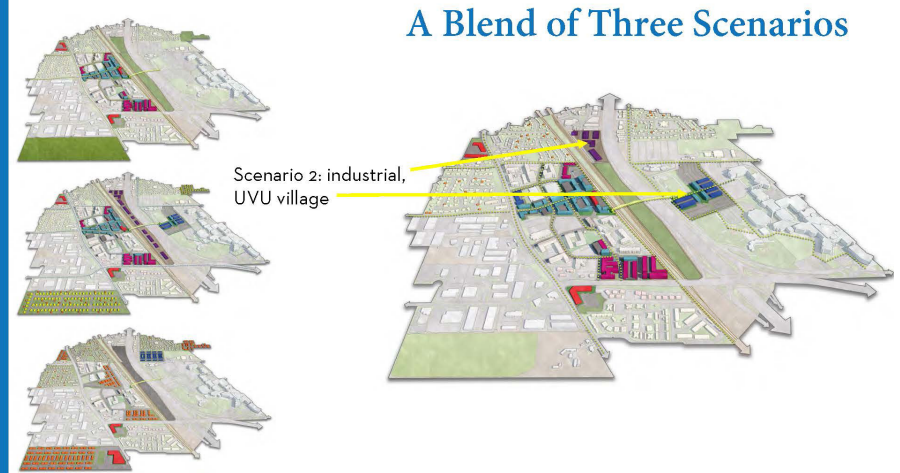 A Blend of Three Scenarios
Scenario 2: industrial,
UVU village